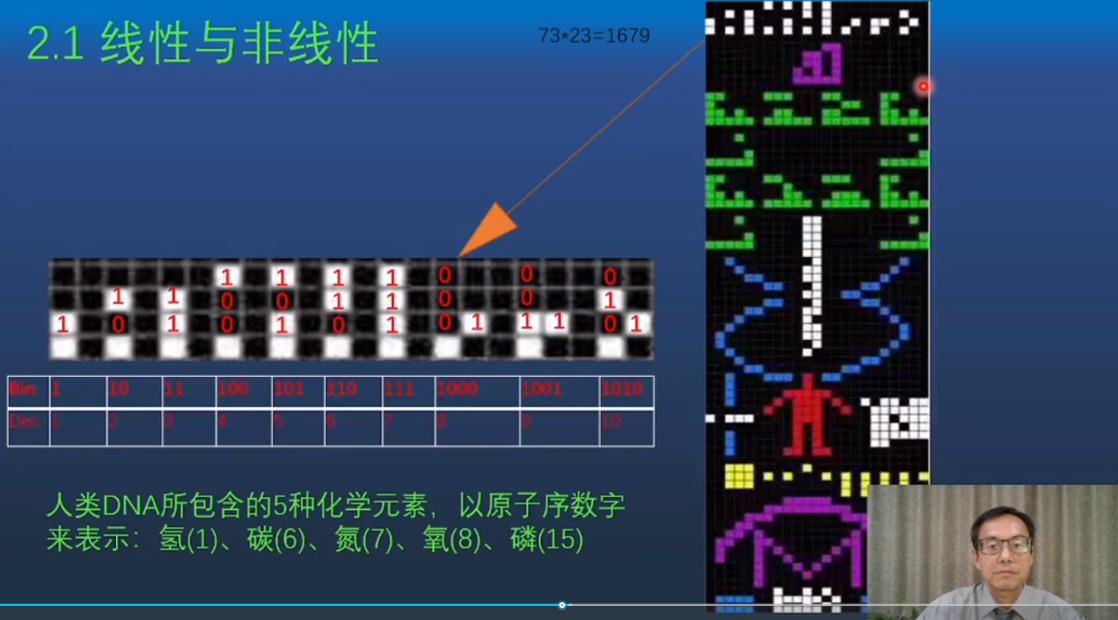 2.1 线性与非线性
73*23=1679
1 1 1 1 0 0 0
1 1 0 0 1 1 0 0 1
1 0 1 0 1 0 1 0 1 1 1 0 1
Bin 1 10 11 100 101 110 111 1000 1001 1010
Dec 1 2 3 4 5 6 7 8 9 10
人类DNA所包含的5种化学元素，以原子序数字
来表示：氢(1)、碳(6)、氮(7)、氧(8)、磷(15)